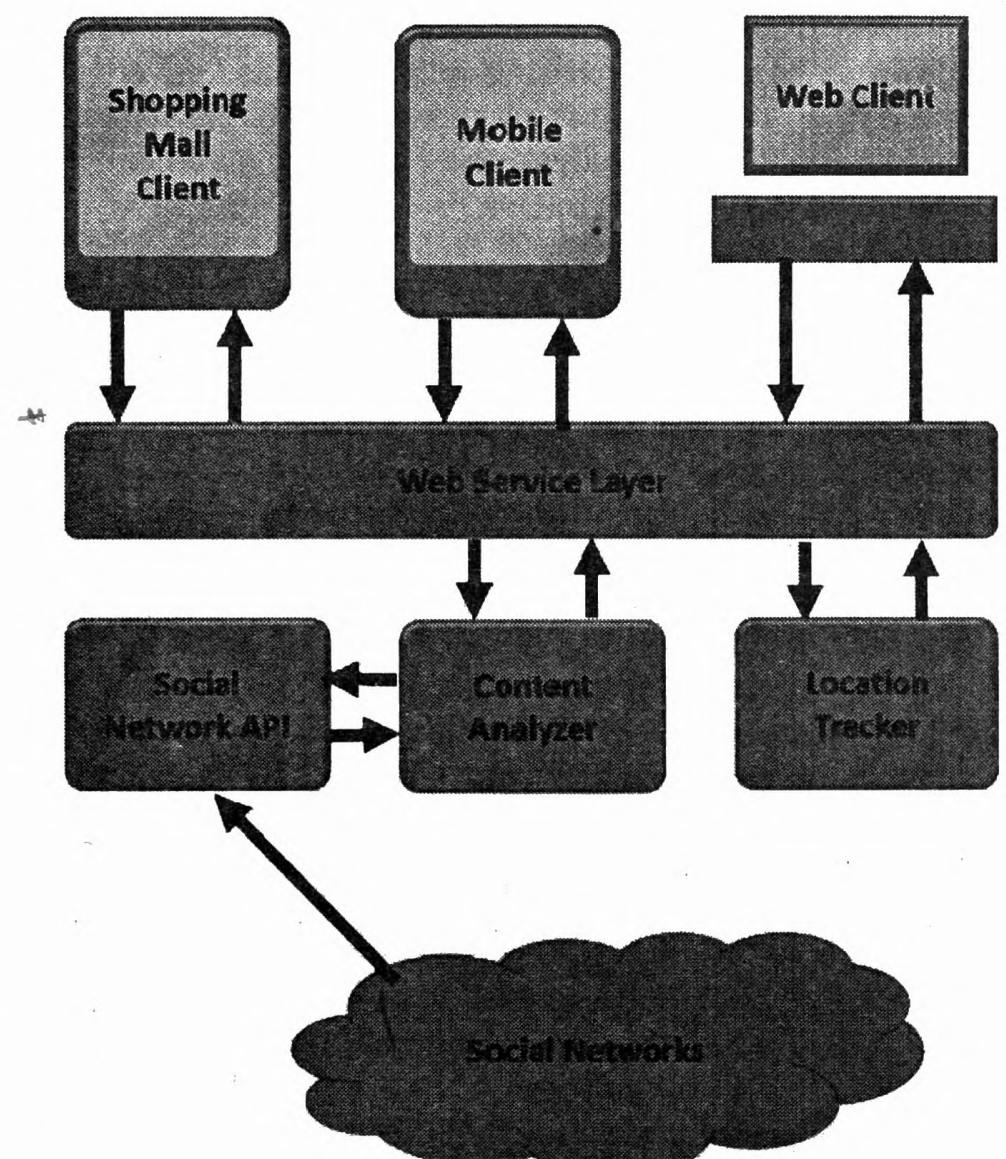 Shopping
Mall
Client
Mobile
Client
Web Client
Web Service Layer
Social
Network API
Content
Analyzer
Location
Tracker
Social Networks